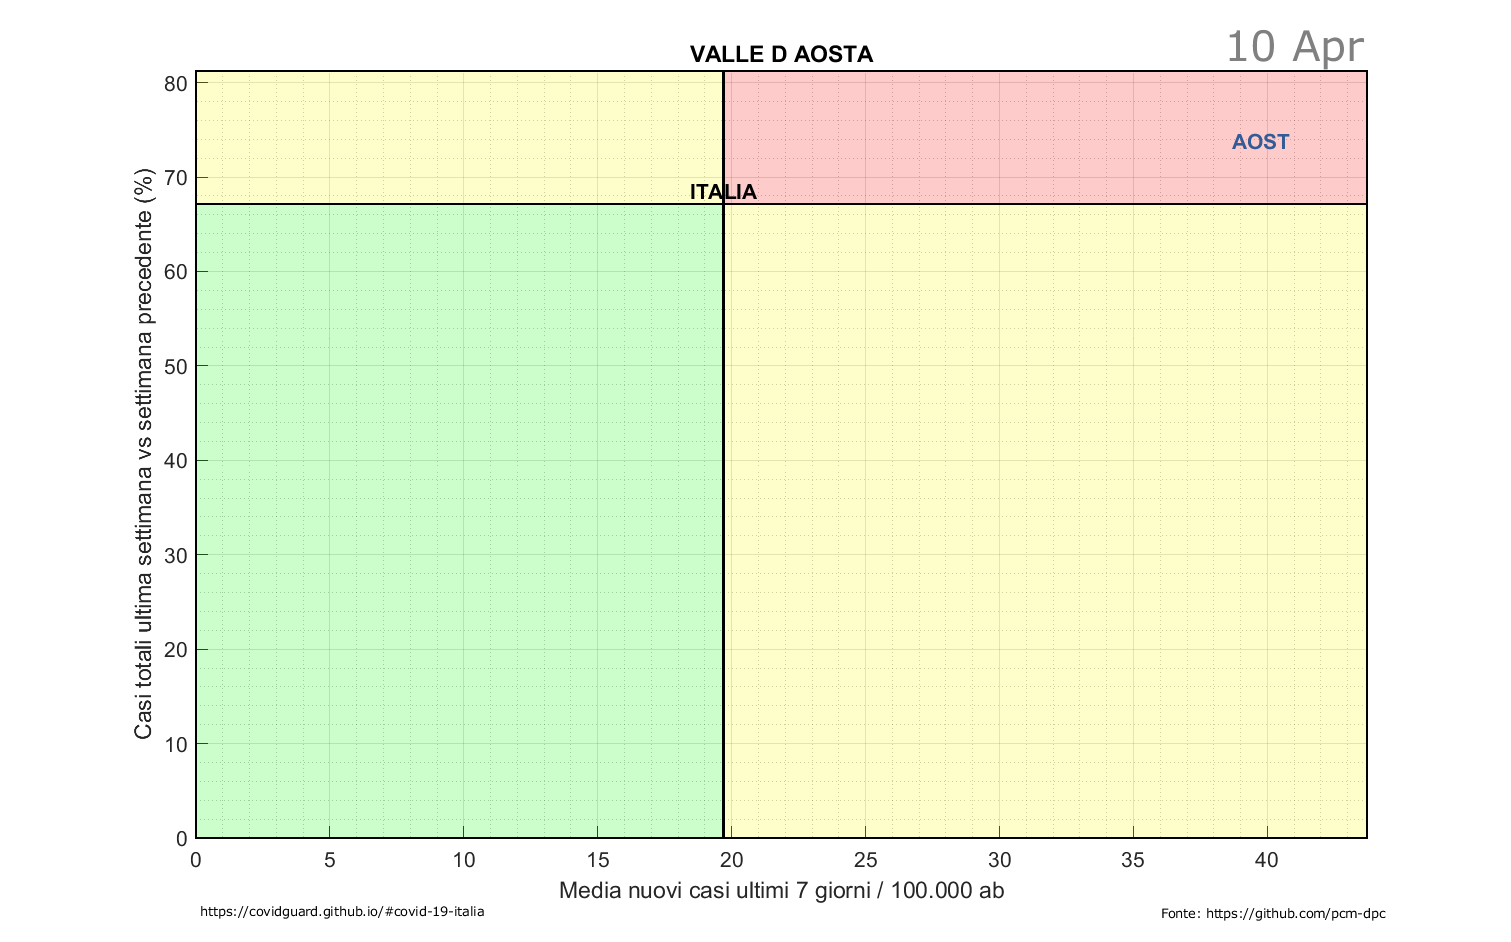 10 Apr
VALLE D AOSTA
80
AOST
70
ITALIA
60
50
40
30
20
10
0
Casi totali ultima settimana vs settimana precedente (%)
0 5 10 15 20 25 30 35 40
Media nuovi casi ultimi 7 giorni / 100.000 ab
https://covidguard.github.io/#covid-19-italia
Fonte: https://github.com/pcm-dpc